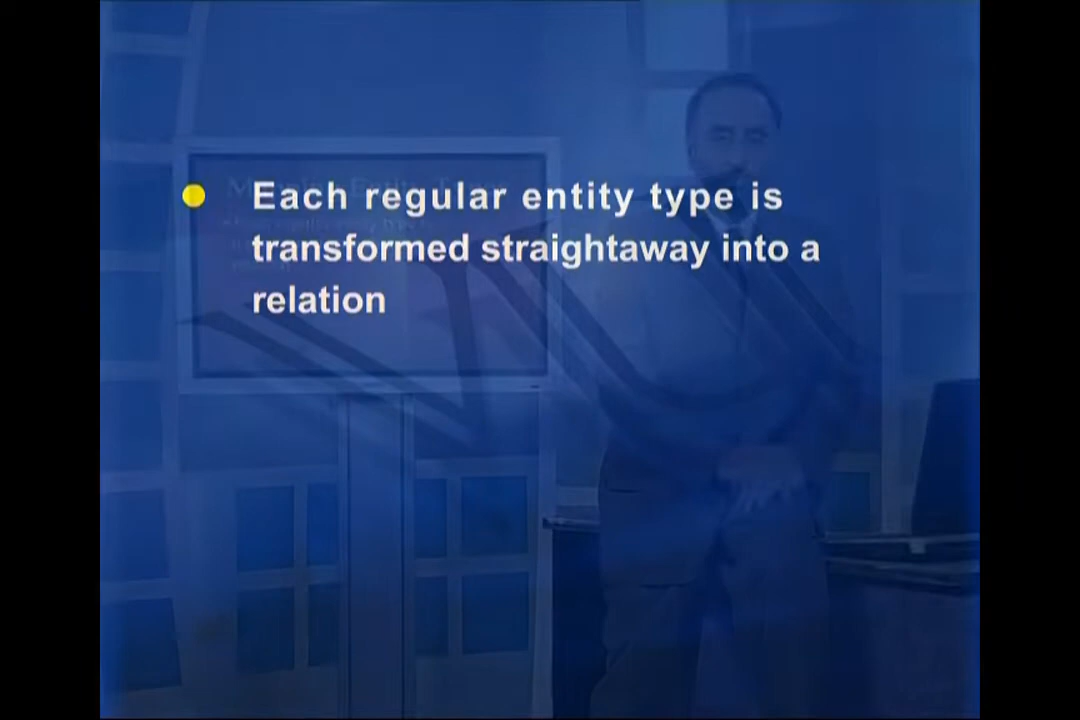 Each regular entity type is
transformed straightaway into a
relation